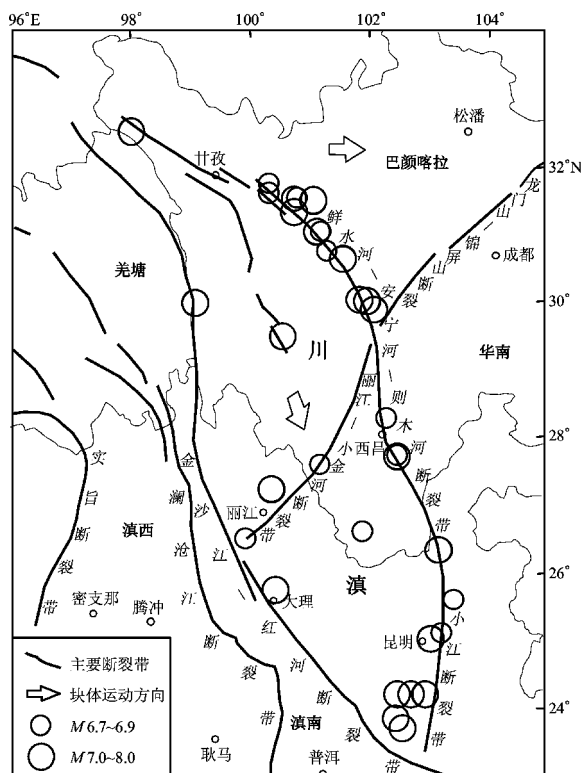 96°E
98°
100°
102°
104°
松潘
巴颜喀拉
32°N
甘孜
龙门山
锦屏山断裂
成都
鲜水河
羌塘
30°
安宁河
则木河断裂带
华南
川
丽江
小金河断裂带
28°
西昌
实皆断裂带
金沙江
澜沧江断裂带
滇西
丽江
26°
滇
大理
密支那
腾冲
红河断裂带
小江断裂带
昆明
24°
滇南
耿马
普洱
主要断裂带
块体运动方向
M 6.7~6.9
M 7.0~8.0